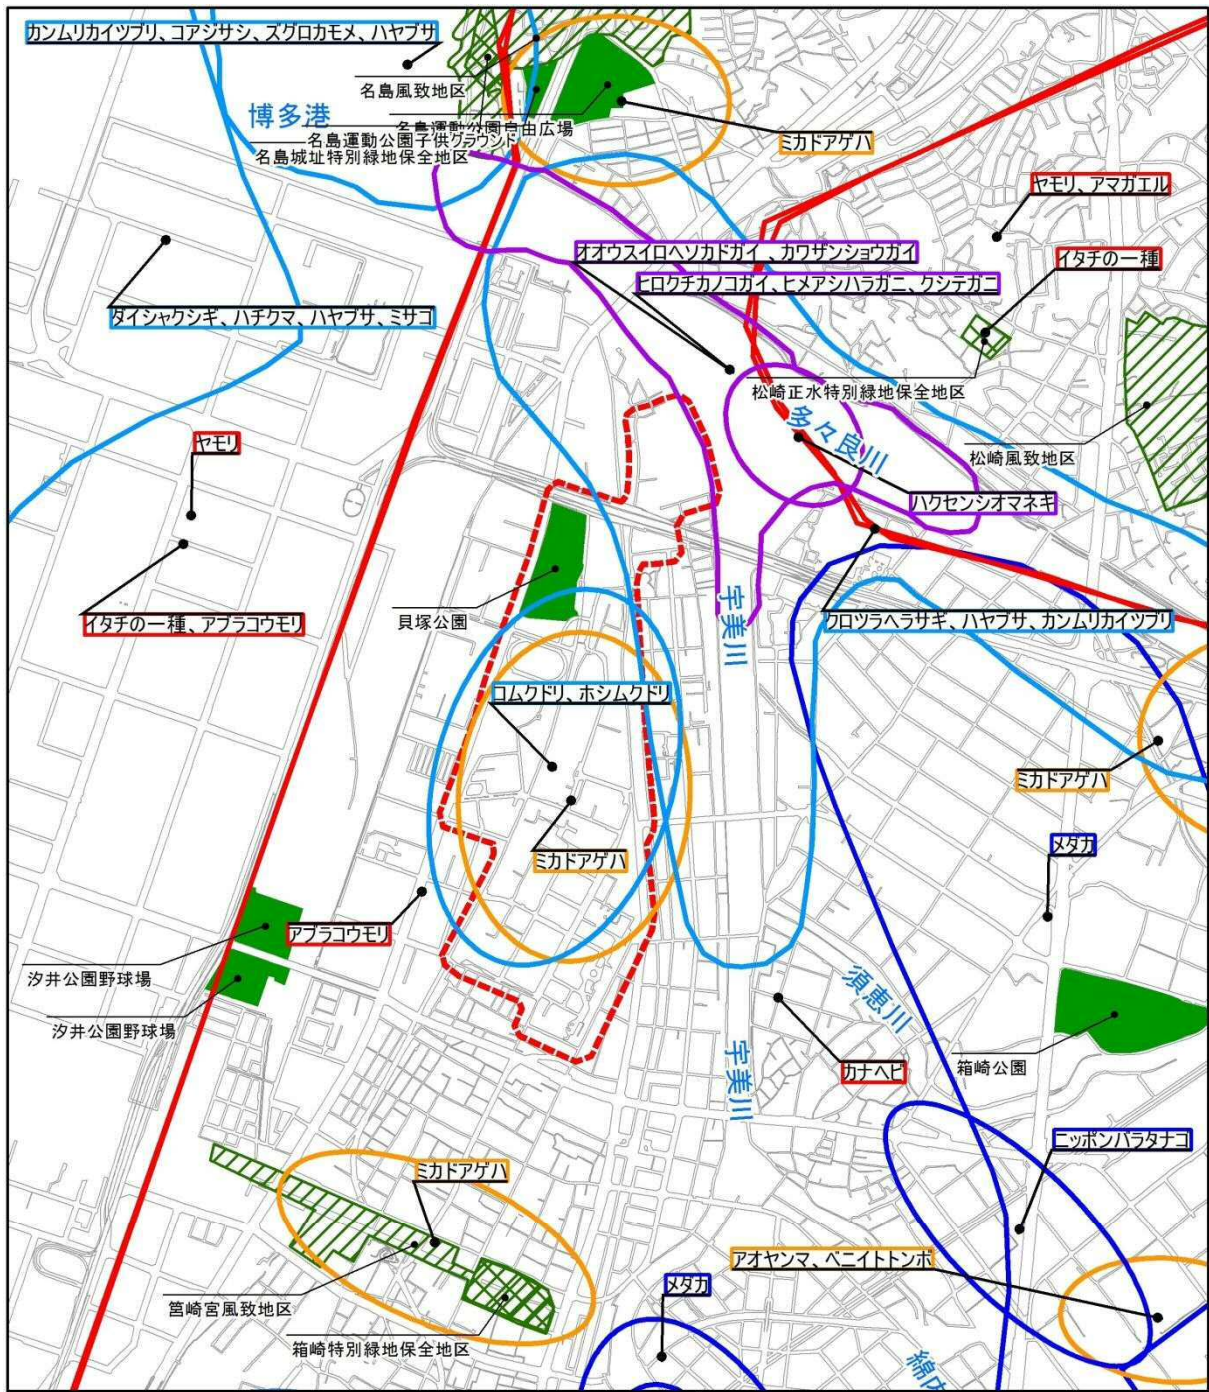 カンムリカイツブリ、コアジサシ、ズグロカモメ、ハヤブサ
名島風致地区
博多港
名島運動公園自由広場
名島運動公園子供グラウンド
名島城址特別緑地保全地区
ミカドアゲハ
ヤモリ、アマガエル
オオウスイロヘソカドガイ、カワザンショウガイ
イタチの一種
ヒロクチカノコガイ、ヒメアシハラガニ、クシテガニ
ダイシャクシギ、ハチクマ、ハヤブサ、ミサゴ
松崎正水特別緑地保全地区
多々良川
ヤモリ
松崎風致地区
ハクセンシオマネキ
イタチの一種、アブラコウモリ
貝塚公園
宇美川
クロツラヘラサギ、ハヤブサ、カンムリカイツブリ
コムクドリ、ホシムクドリ
ミカドアゲハ
ミカドアゲハ
メダカ
アブラコウモリ
汐井公園野球場
須恵川
汐井公園野球場
箱崎公園
カナヘビ
宇美川
ニッポンバラタナゴ
ミカドアゲハ
アオヤンマ、ベニイトトンボ
メダカ
筥崎宮風致地区
箱崎特別緑地保全地区